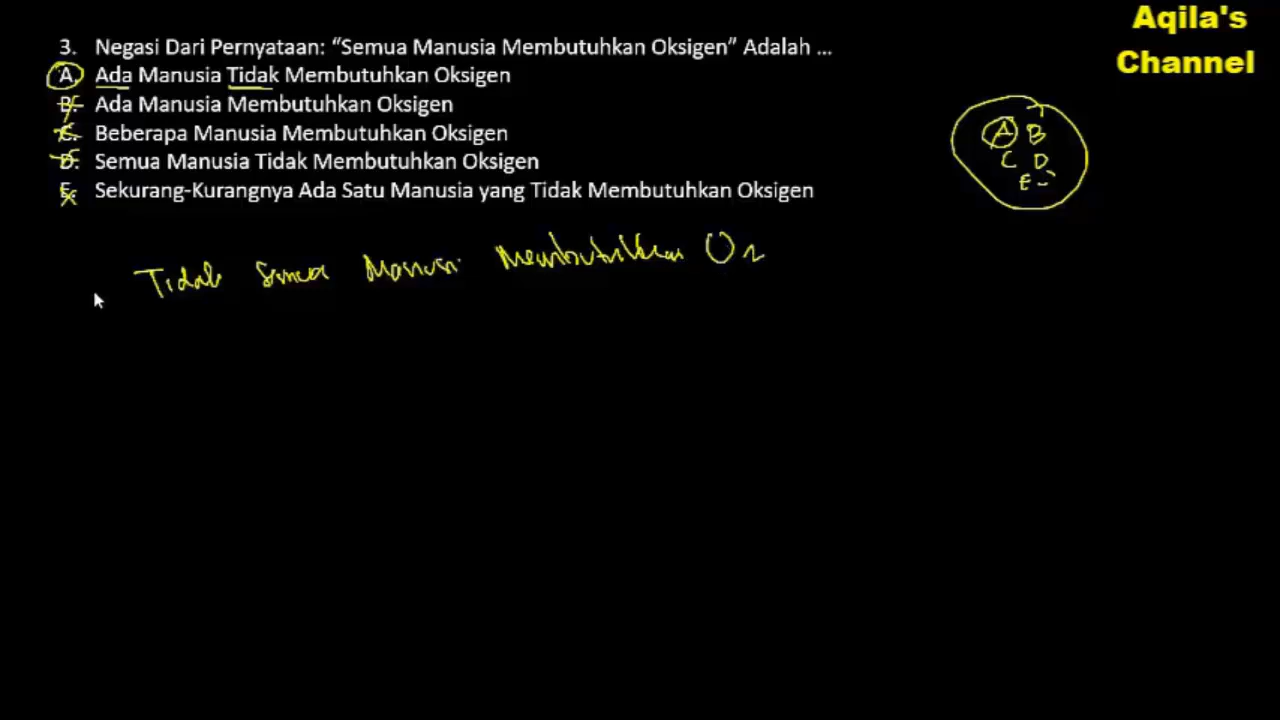 Aqila's
Channel
3. Negasi Dari Pernyataan: “Semua Manusia Membutuhkan Oksigen” Adalah ...
A. Ada Manusia Tidak Membutuhkan Oksigen
B. Ada Manusia Membutuhkan Oksigen
C. Beberapa Manusia Membutuhkan Oksigen
D. Semua Manusia Tidak Membutuhkan Oksigen
E. Sekurang-Kurangnya Ada Satu Manusia yang Tidak Membutuhkan Oksigen
A B
C D
E
Tidak Semua Manusi Membutuhkan O2